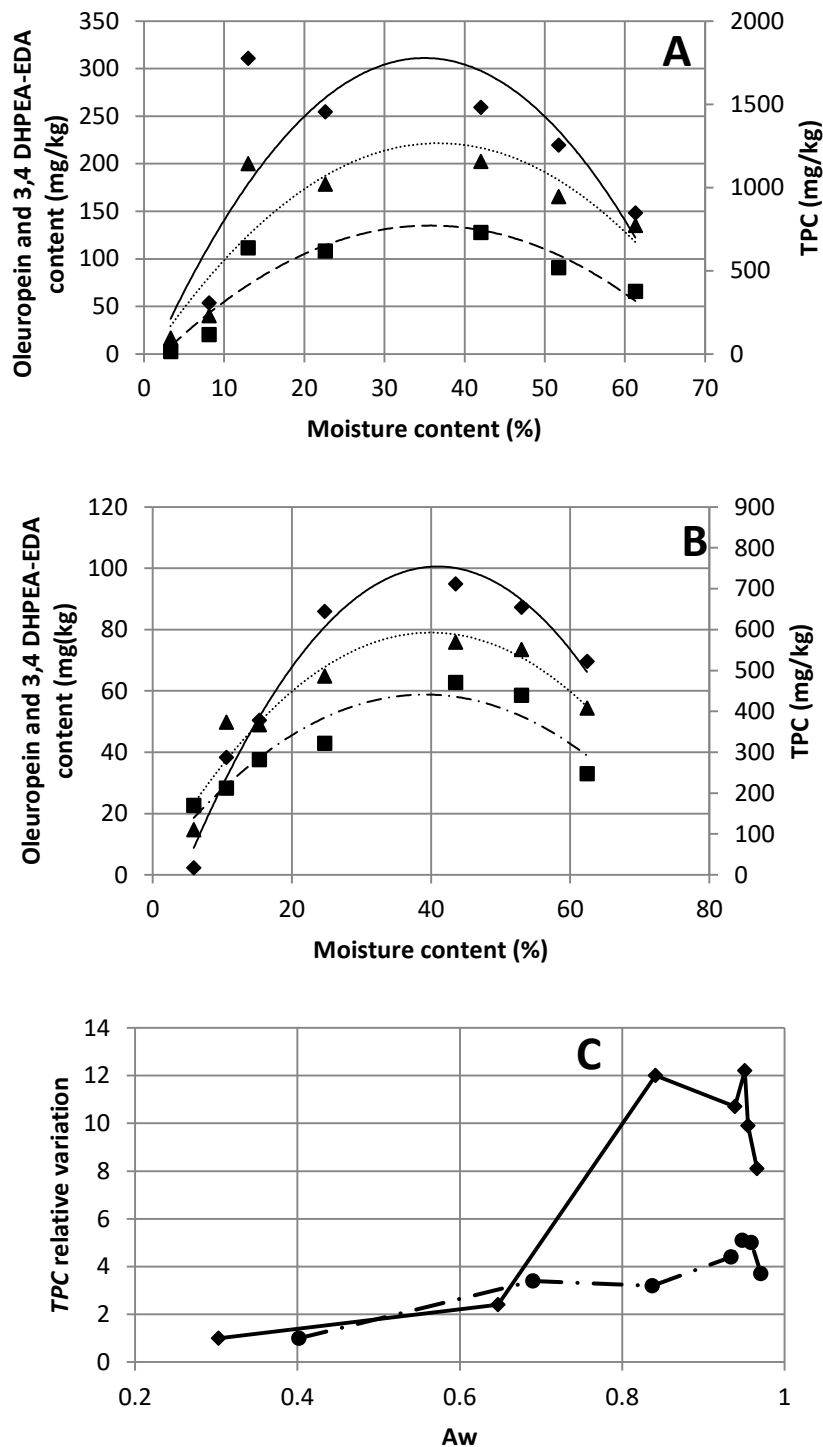 A
Oleuropein and 3,4 DHPEA-EDA
content (mg/kg)
350
300
250
200
150
100
50
0
2000
1500
1000
500
0
TPC (mg/kg)
0 10 20 30 40 50 60 70
Moisture content (%)
B
Oleuropein and 3,4 DHPEA-EDA
content mg(kg)
120
100
80
60
40
20
0
900
800
700
600
500
400
300
200
100
0
TPC (mg/kg)
0 20 40 60 80
Moisture content (%)
C
TPC relative variation
14
12
10
8
6
4
2
0
0.2 0.4 0.6 0.8 1
Aw